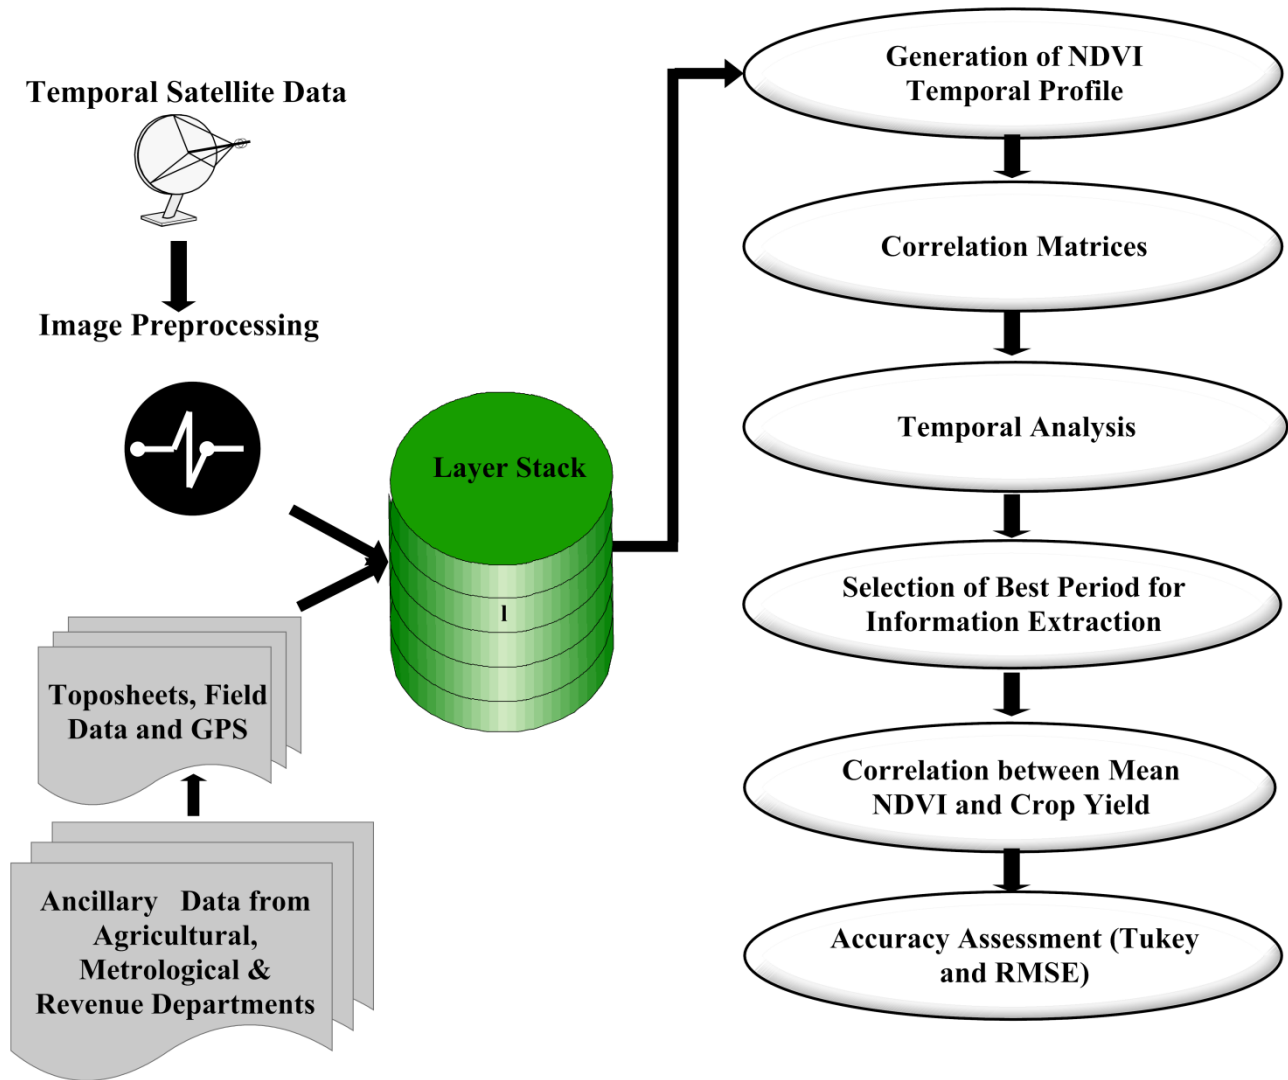 Temporal Satellite Data
Image Preprocessing
Toposheets, Field
Data and GPS
Ancillary Data from
Agricultural,
Metrological &
Revenue Departments
Layer Stack
l
Generation of NDVI
Temporal Profile
Correlation Matrices
Temporal Analysis
Selection of Best Period for
Information Extraction
Correlation between Mean
NDVI and Crop Yield
Accuracy Assessment (Tukey
and RMSE)